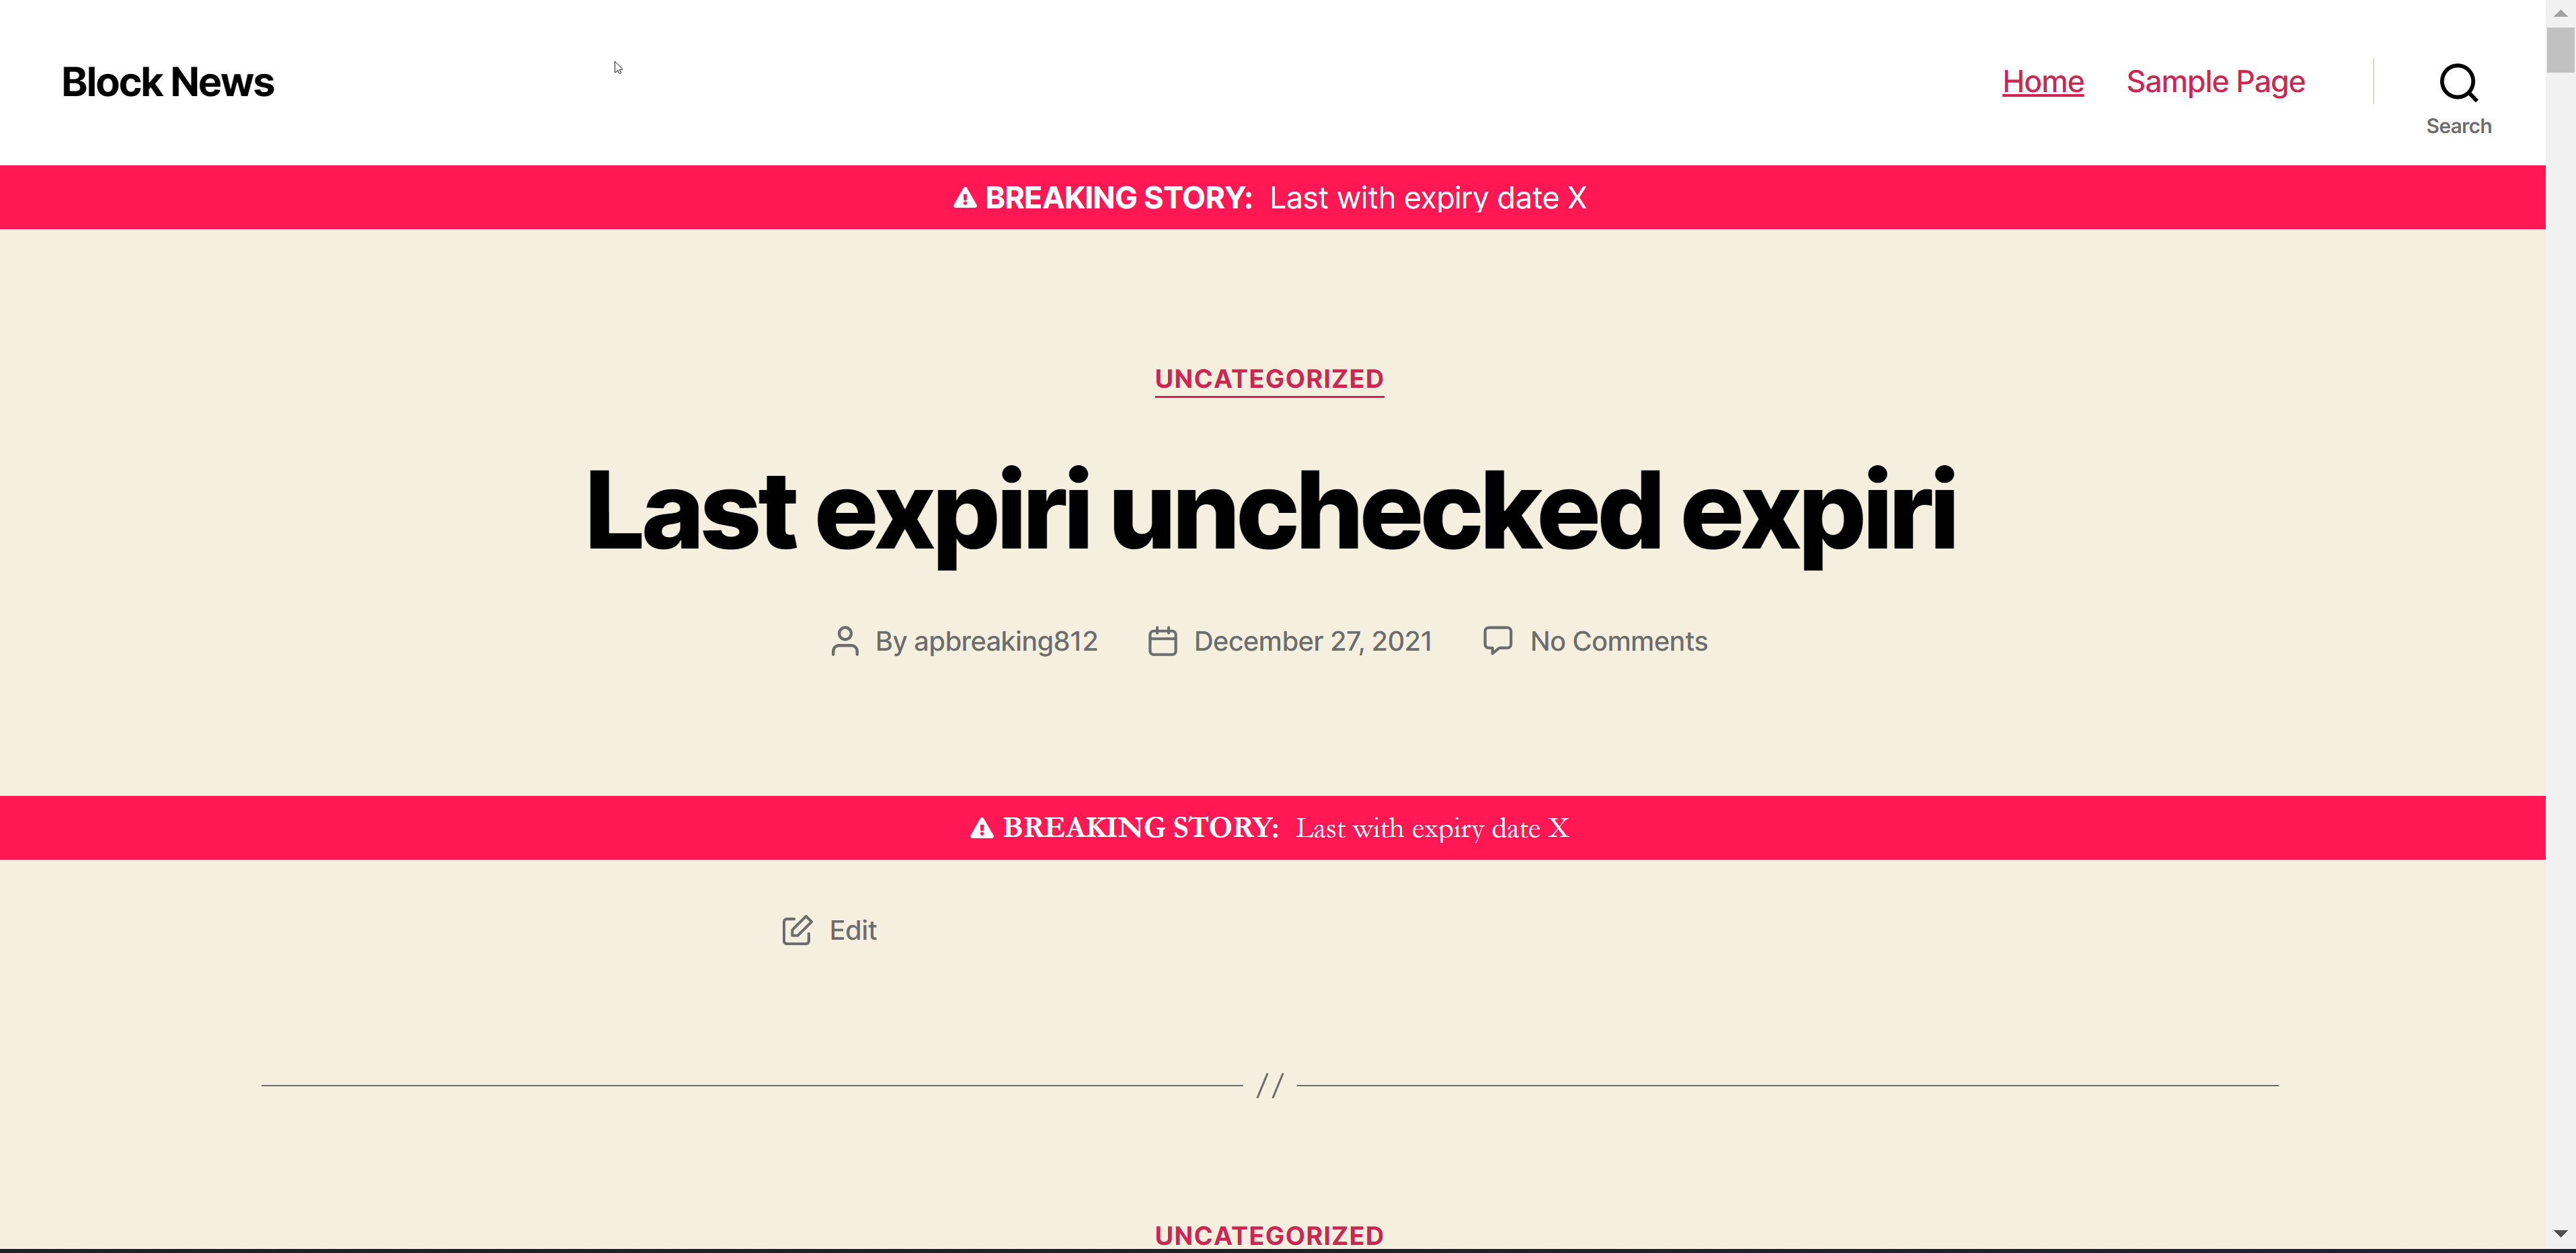 Block News
Home Sample Page
Search
BREAKING STORY: Last with expiry date X
UNCATEGORIZED
Last expiri unchecked expiri
By apbreaking812 December 27, 2021 No Comments
BREAKING STORY: Last with expiry date X
Edit
//
UNCATEGORIZED